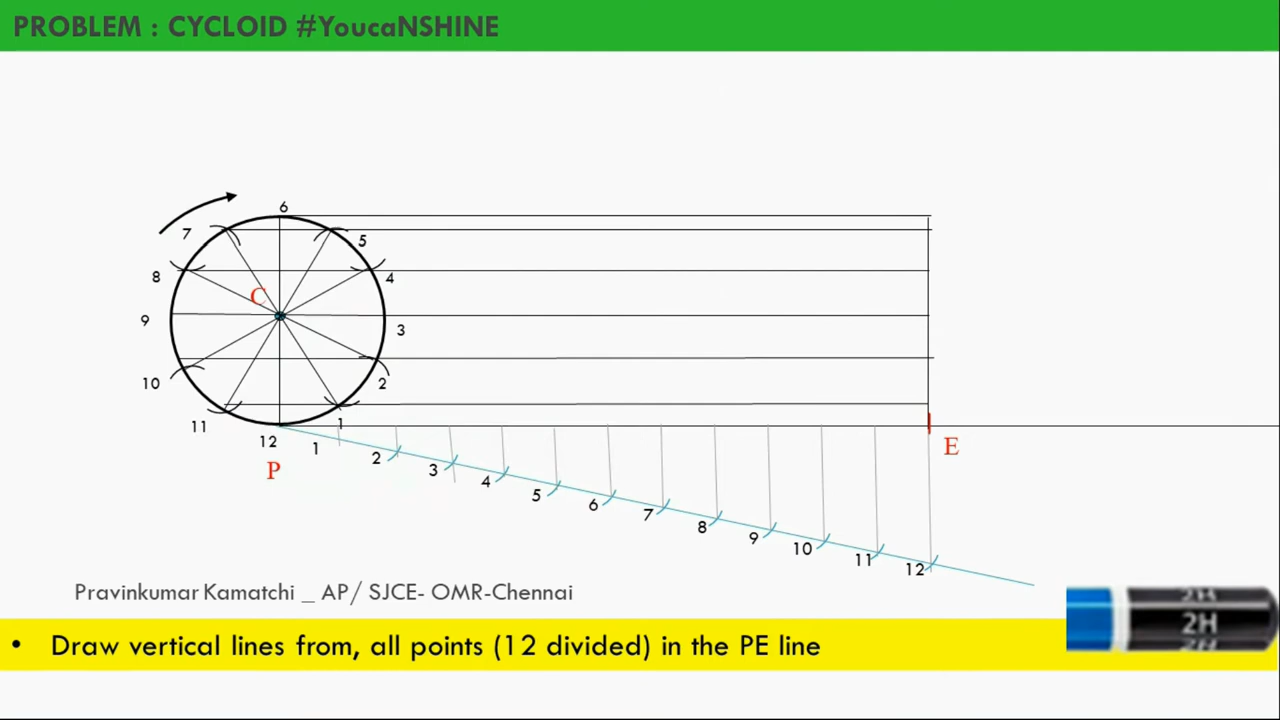 PROBLEM : CYCLOID #YoucaNSHINE
6
7
5
8
4
C
9
3
10
2
11
1
12
P
E
1
2
3
4
5
6
7
8
9
10
11
12
Pravinkumar Kamatchi _ AP/ SJCE- OMR-Chennai
2H
2H
2H
• Draw vertical lines from, all points (12 divided) in the PE line